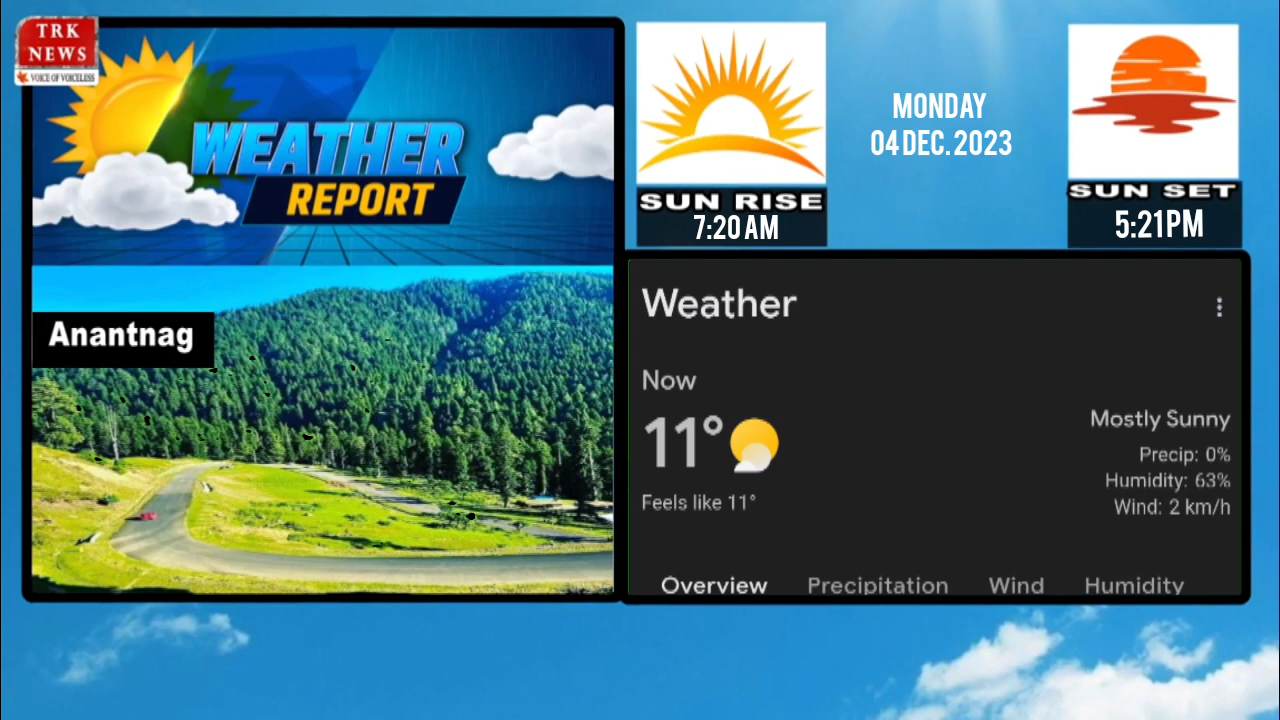 TRK
NEWS
VOICE OF VOICELESS
WEATHER
REPORT
Anantnag
SUN RISE
7:20 AM
MONDAY
04 DEC. 2023
SUN SET
5:21PM
Weather
Now
11°
Feels like 11°
Mostly Sunny
Precip: 0%
Humidity: 63%
Wind: 2 km/h
Overview Precipitation Wind Humidity